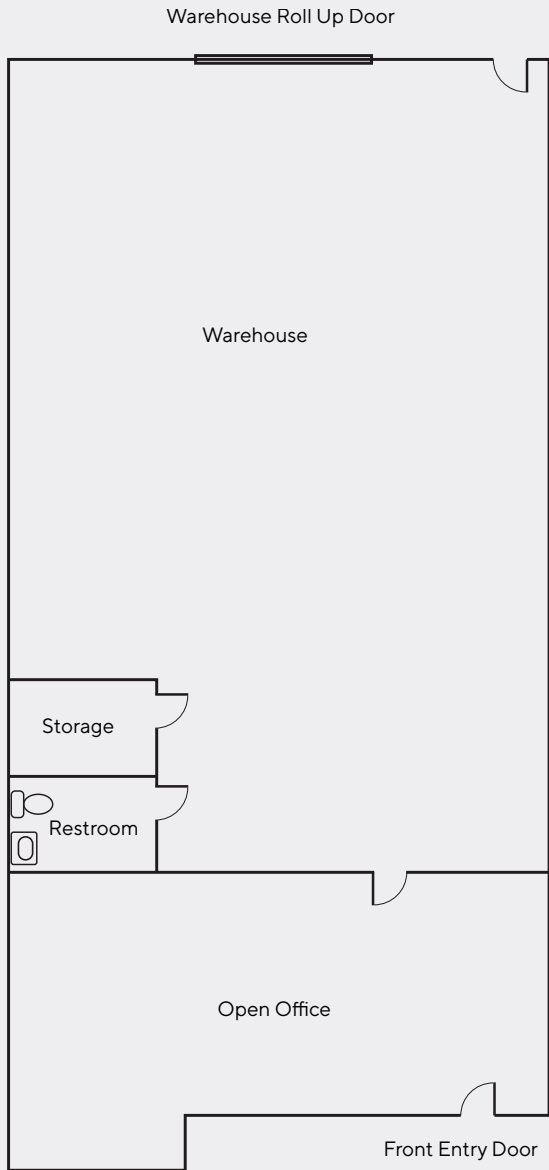 Warehouse Roll Up Door
Warehouse
Storage
Restroom
Open Office
Front Entry Door